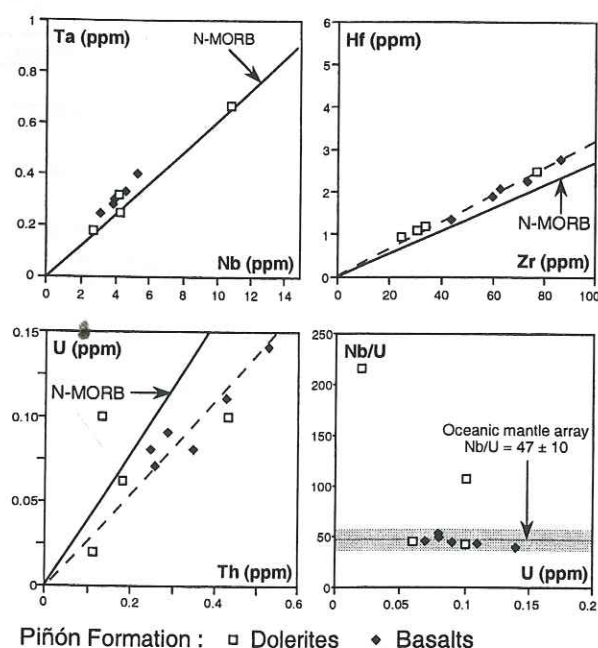 Ta (ppm)
N-MORB
Nb (ppm)
1
0.8
0.6
0.4
0.2
0
0 2 4 6 8 10 12 14
Hf (ppm)
N-MORB
Zr (ppm)
6
5
4
3
2
1
0
0 20 40 60 80 100
U (ppm)
N-MORB
Th (ppm)
0.15
0.10
0.05
0
0 0.2 0.4 0.6
Nb/U
Oceanic mantle array
Nb/U = 47 ± 10
U (ppm)
250
200
150
100
50
0
0 0.05 0.1 0.15 0.2
Piñón Formation : Dolerites Basalts